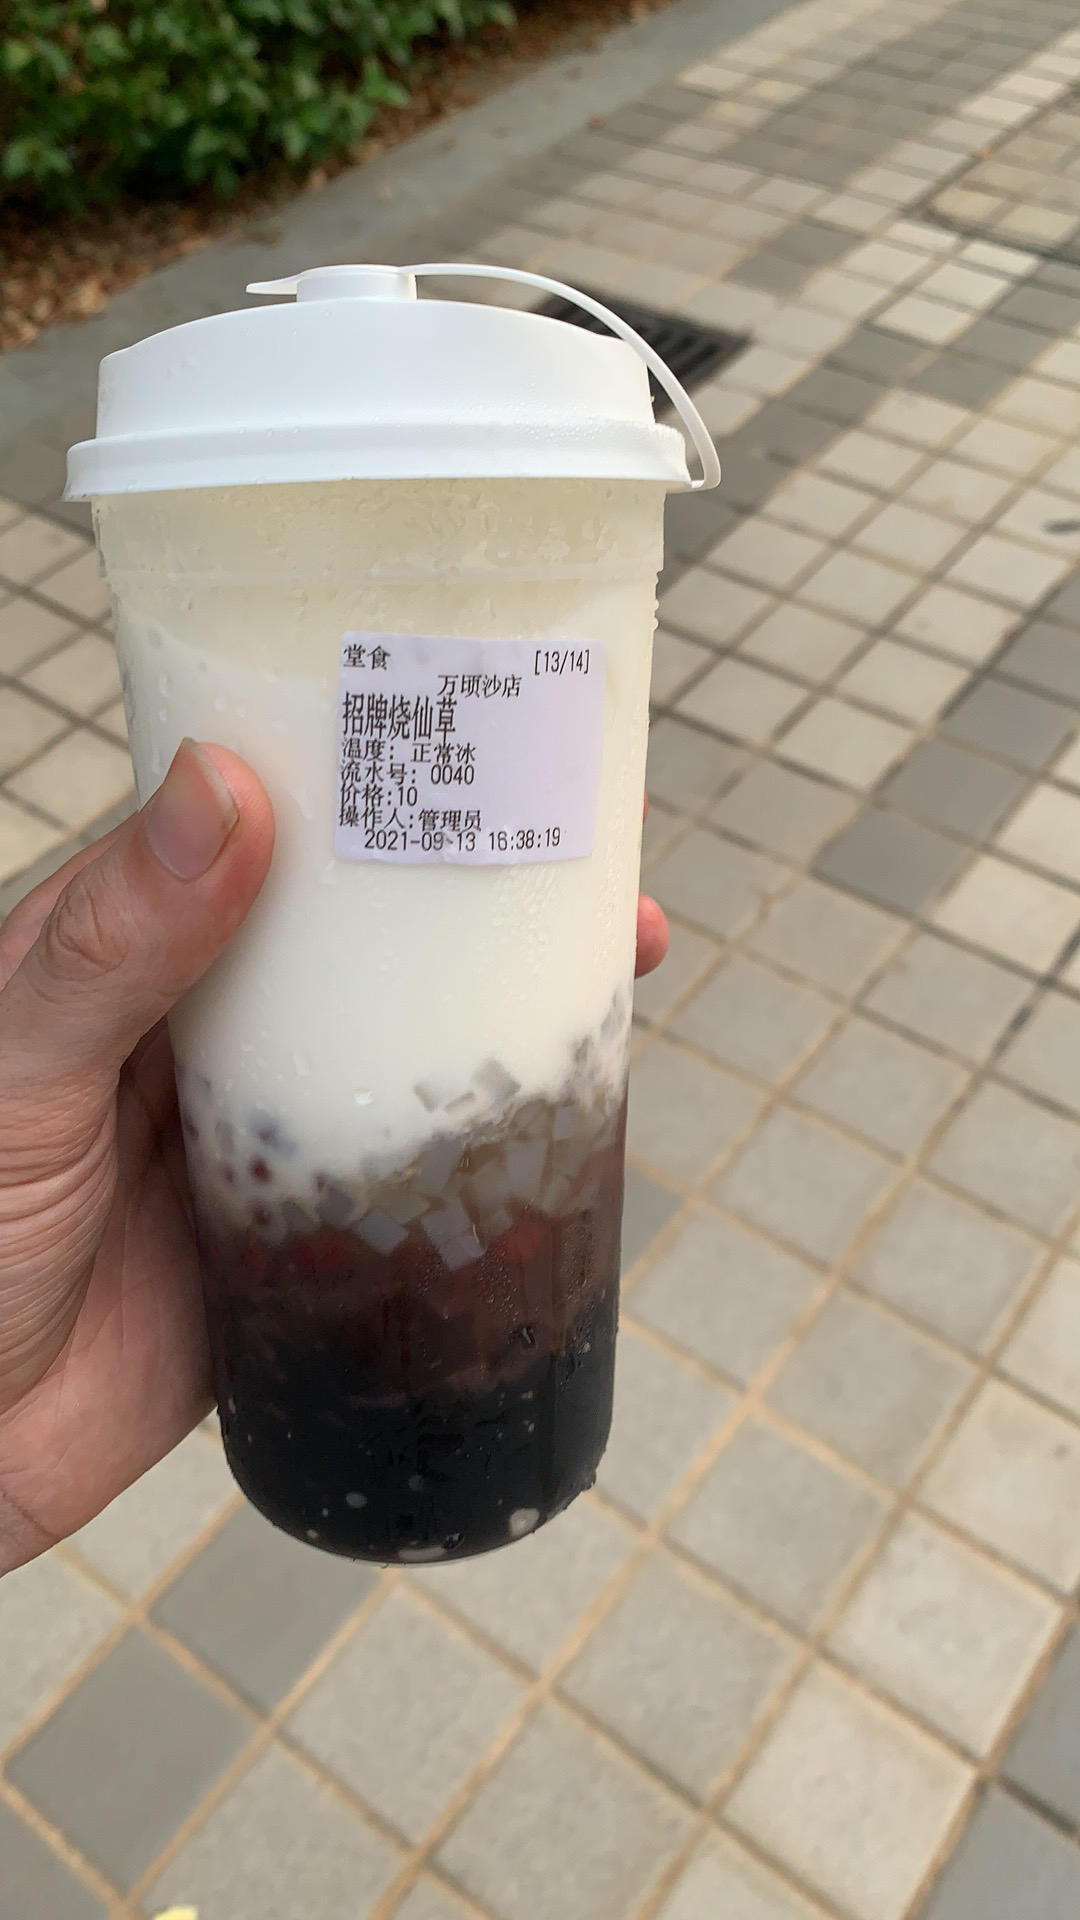 堂食 [13/14]
万顷沙店
招牌烧仙草
温度: 正常冰
流水号: 0040
价格:10
操作人:管理员
2021-09-13 16:38:19